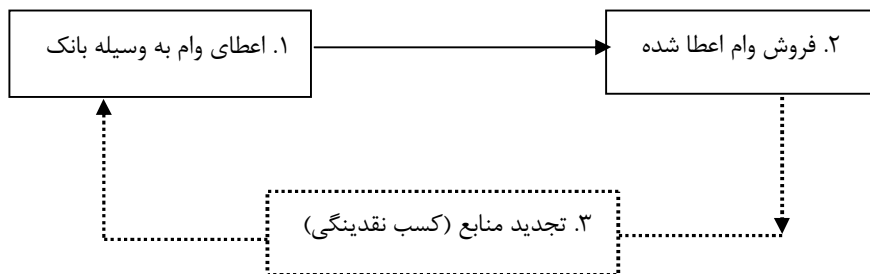 ۱. اعطای وام به وسیله بانک
۲. فروش وام اعطا شده
۳. تجدید منابع (کسب نقدینگی)